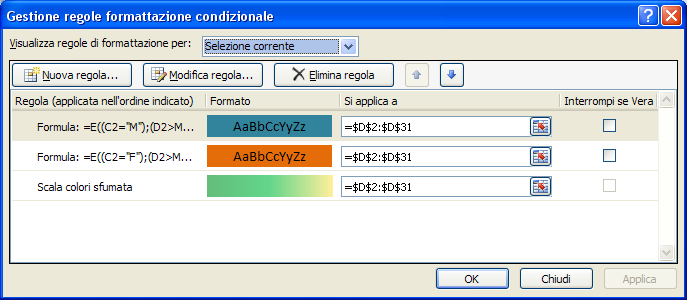 Gestione regole formattazione condizionale
Visualizza regole di formattazione per: Selezione corrente
Nuova regola... Modifica regola... Elimina regola
Regola (applicata nell'ordine indicato) Formato Si applica a Interrompi se Vera
Formula: =E((C2="M");(D2>M... AaBbCcYyZz =$D$2:$D$31
Formula: =E((C2="F");(D2>M... AaBbCcYyZz =$D$2:$D$31
Scala colori sfumata =$D$2:$D$31
OK Chiudi Applica